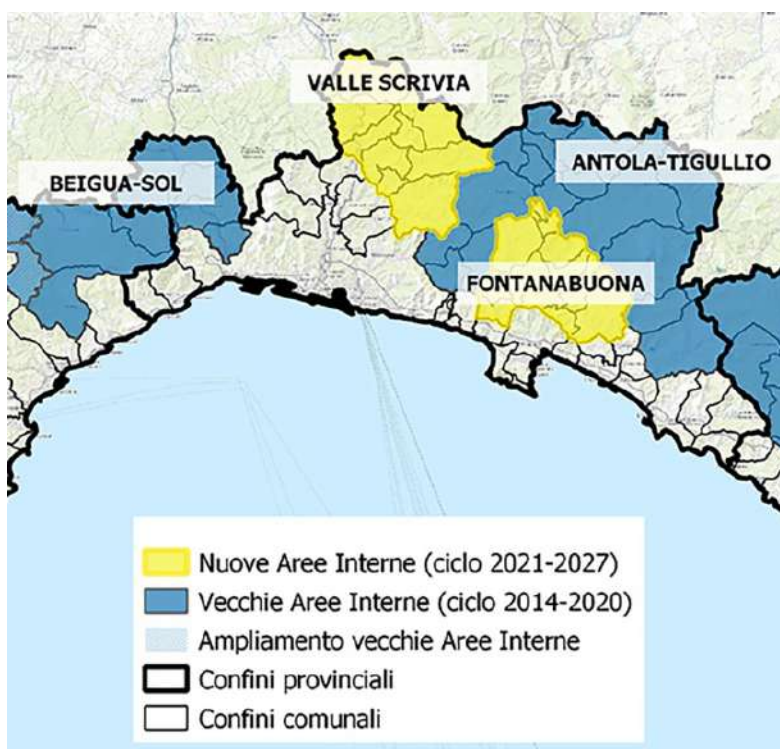 VALLE SCRIVIA
ANTOLA-TIGULLIO
BEIGUA-SOL
FONTANABUONA
Nuove Aree Interne (ciclo 2021-2027)
Vecchie Aree Interne (ciclo 2014-2020)
Ampliamento vecchie Aree Interne
Confini provinciali
Confini comunali